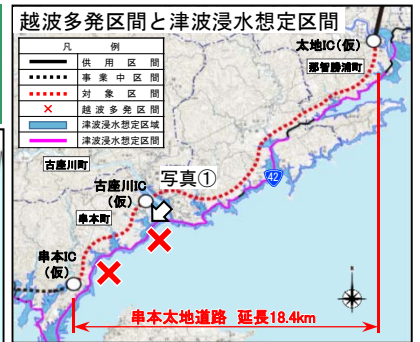 越波多発区間と津波浸水想定区間
凡 例
供用区間
事業中区間
対象区間
越波多発区間
津波浸水想定区域
津波浸水想定区間
太地IC(仮)
那智勝浦町
古座川町
古座川IC
(仮)
写真①
42
串本町
串本IC
(仮)
串本太地道路 延長18.4km